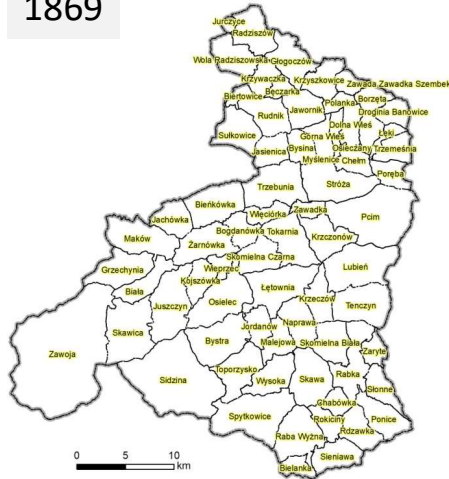 1869
Jurczyce
Radziszów
Wola Radziszowska Głogoczów
Krzywaczka Krzyszkowice Zawada Zawadka Szembek
Bęczarka
Biertowice Polanka Borzęta
Rudnik Jawornik Droginia Banowice
Dolna Wieś
Sułkowice Górna Wieś Łęki
Jasienica Bysina Osieczany Trzemeśnia
Myślenice Chełm
Poręba
Trzebunia Stróża
Bieńkówka Więciórka Zawadka
Jachówka Pcim
Bogdanówka Tokarnia
Maków Żarnówka Krzczonów
Skomielna Czarna
Grzechynia Wieprzec Lubień
Kojszówka
Biała Łętownia
Juszczyn Osielec Krzeczów
Tenczyn
Skawica Jordanów Naprawa
Bystra Malejowa Skomielna Biała
Zawoja Zaryte
Toporzysko Rabka
Sidzina Wysoka Skawa
Słonne
Chabówka
Spytkowice Rokiciny Ponice
Rdzawka
Raba Wyżna
Sieniawa
Bielanka
0 5 10
km